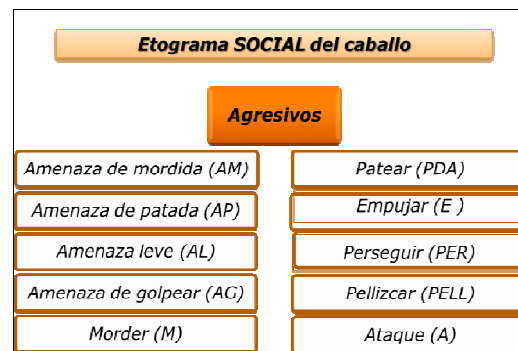 Etograma SOCIAL del caballo
Agresivos
Amenaza de mordida (AM)
Amenaza de patada (AP)
Amenaza leve (AL)
Amenaza de golpear (AG)
Morder (M)
Patear (PDA)
Empujar (E )
Perseguir (PER)
Pellizcar (PELL)
Ataque (A)